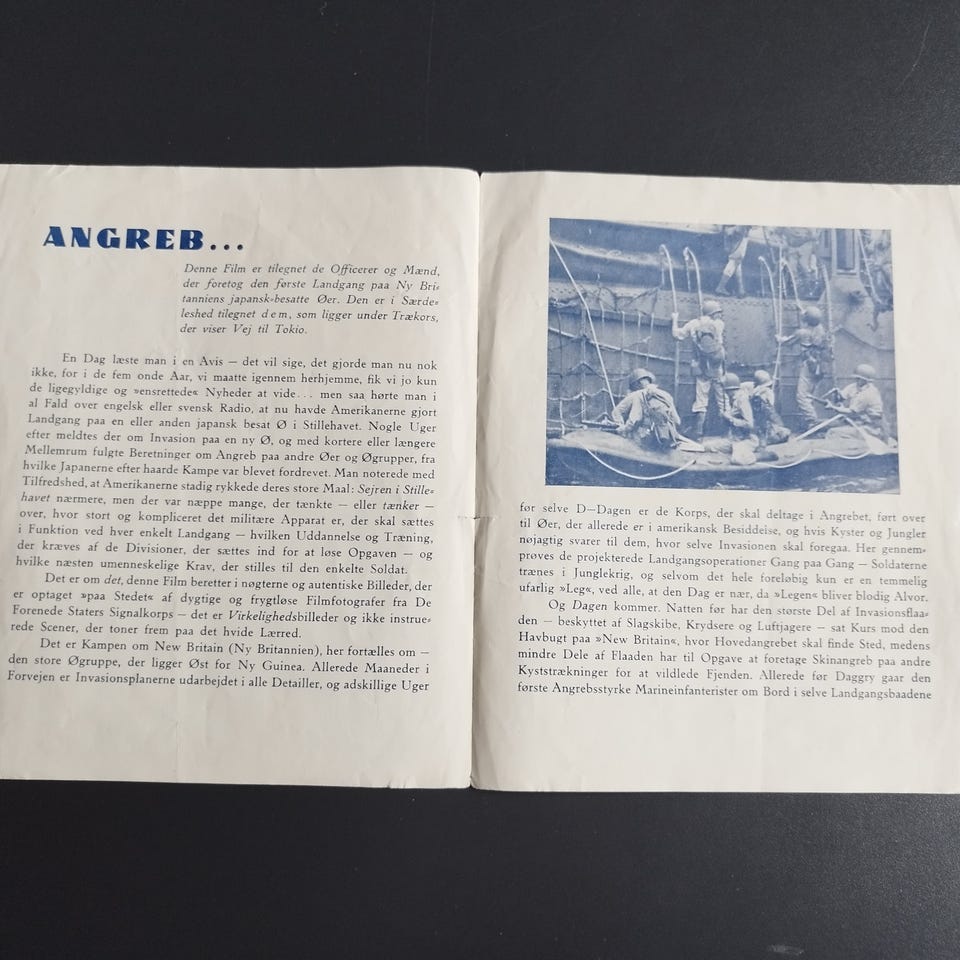 ANGREB...
Denne Film er tilegnet de Officerer og Mænd,
der foretog den første Landgang paa Ny Bri-
tanniens japansk-besatte Øer. Den er i Særde-
leshed tilegnet dem, som ligger under Trækors,
der viser Vej til Tokio.
En Dag læste man i en Avis — det vil sige, det gjorde man nu nok
ikke, for i de fem onde Aar, vi maatte igennem herhjemme, fik vi jo kun
de ligegyldige og »ensrettede« Nyheder at vide... men saa hørte man i
al Fald over engelsk eller svensk Radio, at nu havde Amerikanerne gjort
Landgang paa en eller anden japansk besat Ø i Stillehavet. Nogle Uger
efter meldtes der om Invasion paa en ny Ø, og med kortere eller længere
Mellemrum fulgte Beretninger om Angreb paa andre Øer og Øgrupper, fra
hvilke Japanerne efter haarde Kampe var blevet fordrevet. Man noterede med
Tilfredshed, at Amerikanerne stadig rykkede deres store Maal: Sejren i Stille-
havet nærmere, men der var næppe mange, der tænkte — eller tænker —
over, hvor stort og kompliceret det militære Apparat er, der skal sættes
i Funktion ved hver enkelt Landgang — hvilken Uddannelse og Træning,
der kræves af de Divisioner, der sættes ind for at løse Opgaven — og
hvilke næsten umenneskelige Krav, der stilles til den enkelte Soldat.
Det er om det, denne Film beretter i nøgterne og autentiske Billeder, der
er optaget »paa Stedet« af dygtige og frygtløse Filmfotografer fra De
Forenede Staters Signalkorps — det er Virkelighedsbilleder og ikke instrue-
rede Scener, der toner frem paa det hvide Lærred.
Det er Kampen om New Britain (Ny Britannien), her fortælles om —
den store Øgruppe, der ligger Øst for Ny Guinea. Allerede Maaneder i
Forvejen er Invasionsplanerne udarbejdet i alle Detailler, og adskillige Uger
før selve D—Dagen er de Korps, der skal deltage i Angrebet, ført over
til Øer, der allerede er i amerikansk Besiddelse, og hvis Kyster og Jungler
nøjagtig svarer til dem, hvor selve Invasionen skal foregaa. Her gennem-
prøves de projekterede Landgangsoperationer Gang paa Gang — Soldaterne
trænes i Junglekrig, og selvom det hele foreløbig kun er en temmelig
ufarlig »Leg«, ved alle, at den Dag er nær, da »Legen« bliver blodig Alvor.
Og Dagen kommer. Natten før har den største Del af Invasionsflaa-
den — beskyttet af Slagskibe, Krydsere og Luftjagere — sat Kurs mod den
Havbugt paa »New Britain«, hvor Hovedangrebet skal finde Sted, medens
mindre Dele af Flaaden har til Opgave at foretage Skinangreb paa andre
Kyststrækninger for at vildlede Fjenden. Allerede før Daggry gaar den
første Angrebsstyrke Marineinfanterister om Bord i selve Landgangsbaadene